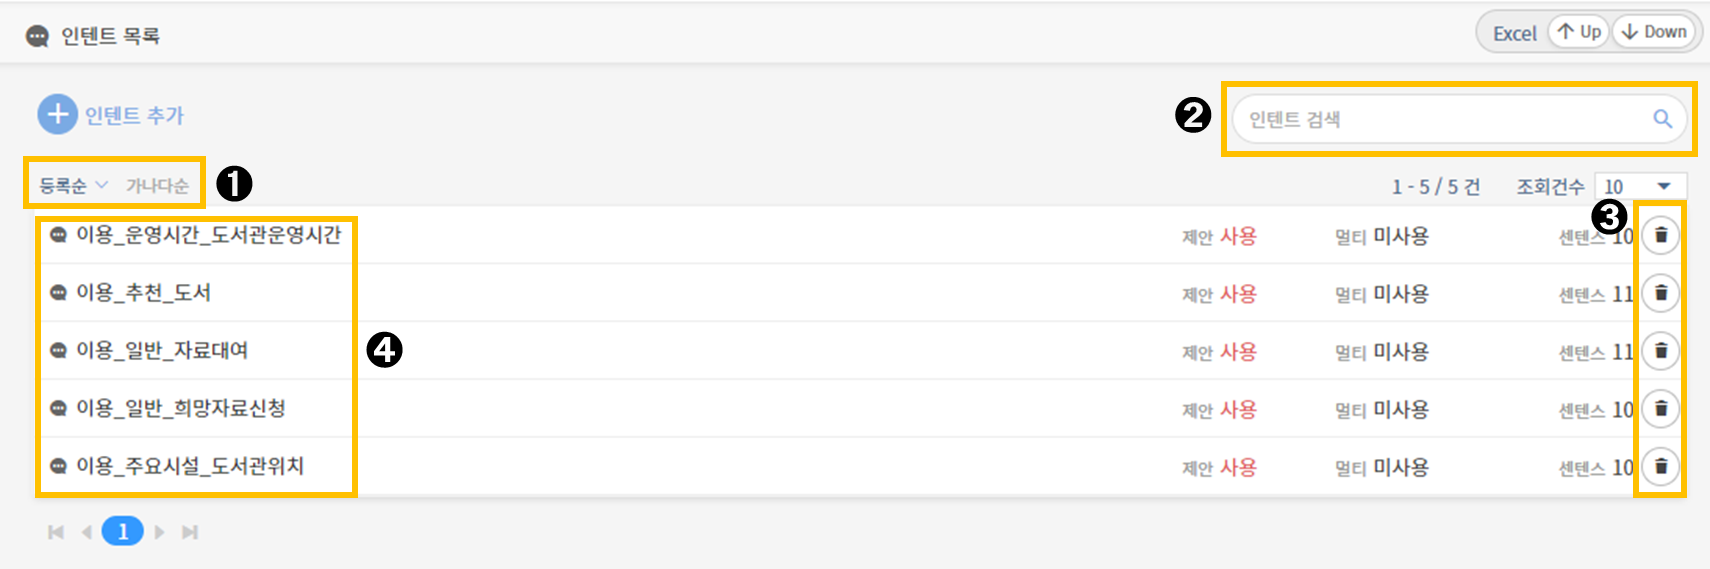 인텐트 목록
Excel Up Down
인텐트 추가
❷ 인텐트 검색
등록순 가나다순 ❶
1 - 5 / 5 건 조회건수 10
❸
이용_운영시간_도서관운영시간 제안 사용 멀티 미사용 센텐스 10
이용_추천_도서 제안 사용 멀티 미사용 센텐스 11
이용_일반_자료대여 ❹ 제안 사용 멀티 미사용 센텐스 11
이용_일반_희망자료신청 제안 사용 멀티 미사용 센텐스 10
이용_주요시설_도서관위치 제안 사용 멀티 미사용 센텐스 10
1